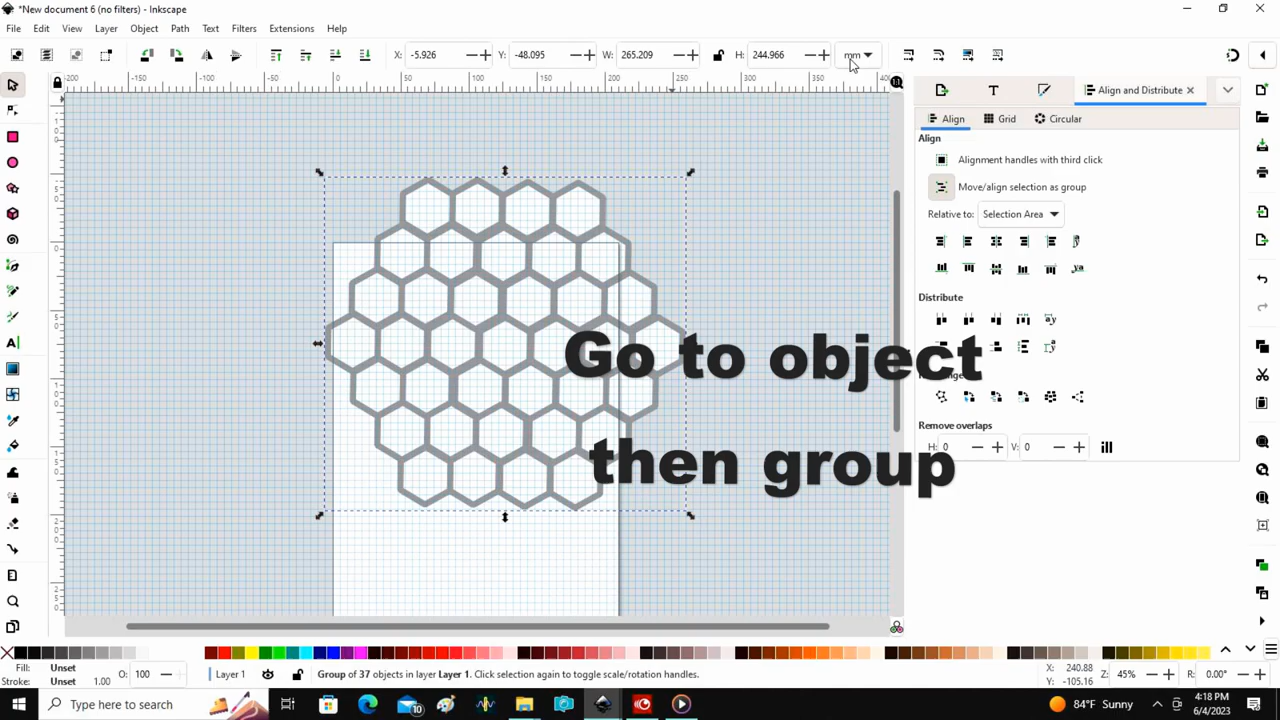 *New document 6 (no filters) - Inkscape
File Edit View Layer Object Path Text Filters Extensions Help
X: -5.926 Y: -48.095 W: 265.209 H: 244.966 mm
Align and Distribute
Align Grid Circular
Align
Alignment handles with third click
Move/align selection as group
Relative to: Selection Area
Distribute
Go to object
then group
Remove overlaps
H: 0 V: 0
Fill: Unset
Stroke: Unset 1.00
O: 100
Layer 1
Group of 37 objects in layer Layer 1. Click selection again to toggle scale/rotation handles.
X: 240.88
Y: -105.16
Z: 45%
R: 0.00°
Type here to search
10
84°F Sunny
4:18 PM
6/4/2023